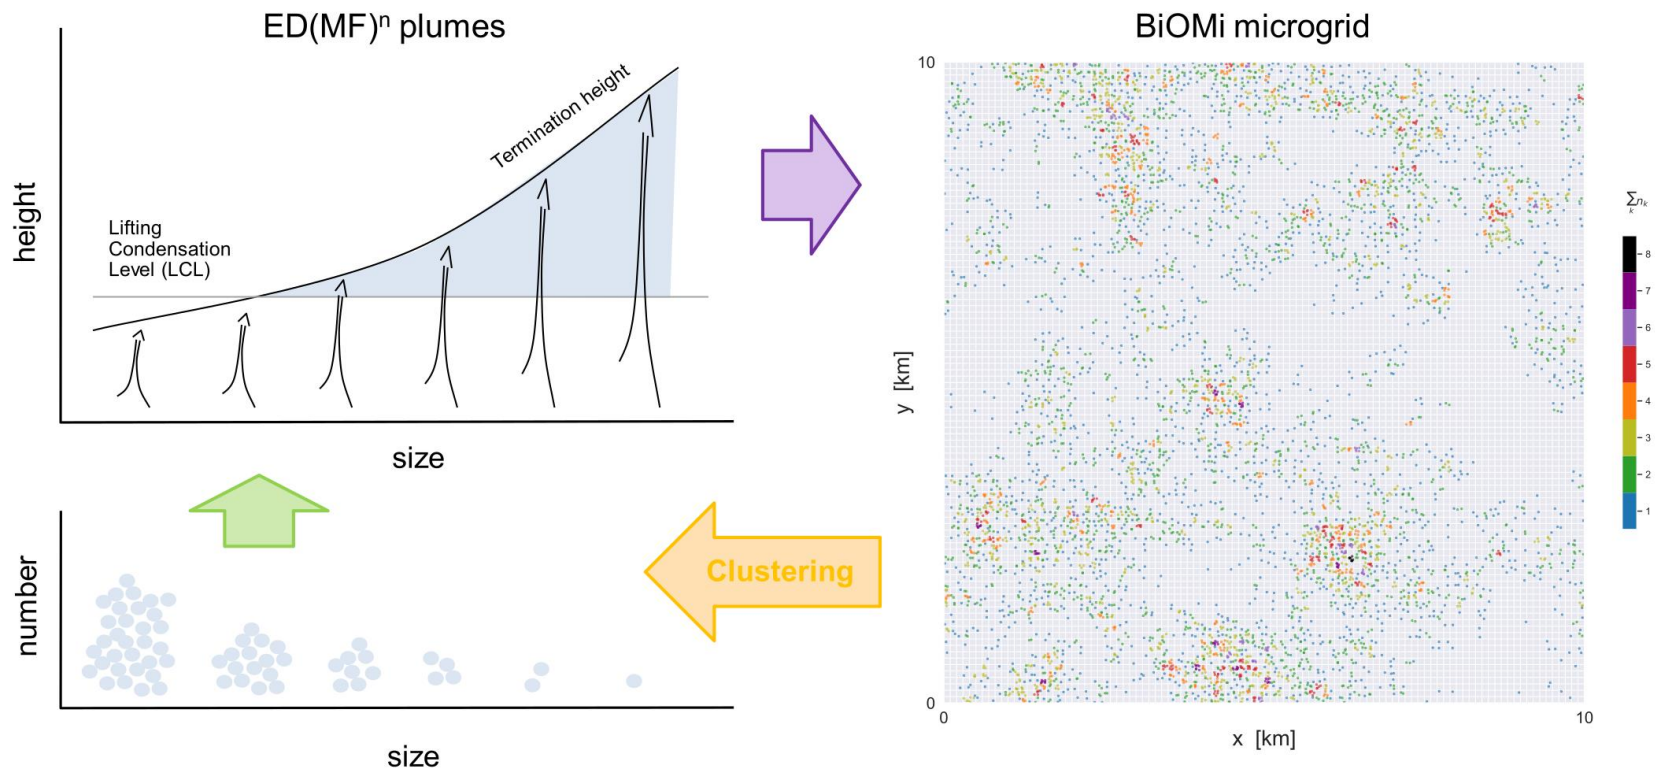 ED(MF)ⁿ plumes
height
Termination height
Lifting
Condensation
Level (LCL)
size
number
size
Clustering
BiOMi microgrid
10
y [km]
0
0
10
x [km]
∑ₖ nₖ
8
7
6
5
4
3
2
1